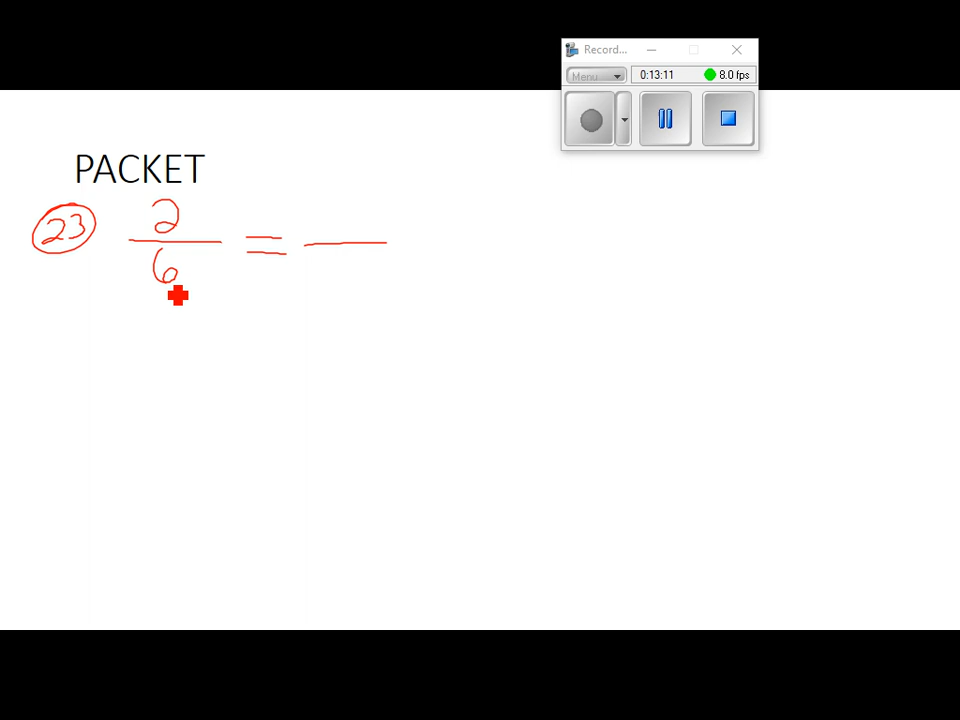 Record...
Menu
0:13:11
8.0 fps
PACKET
23
2
6
=